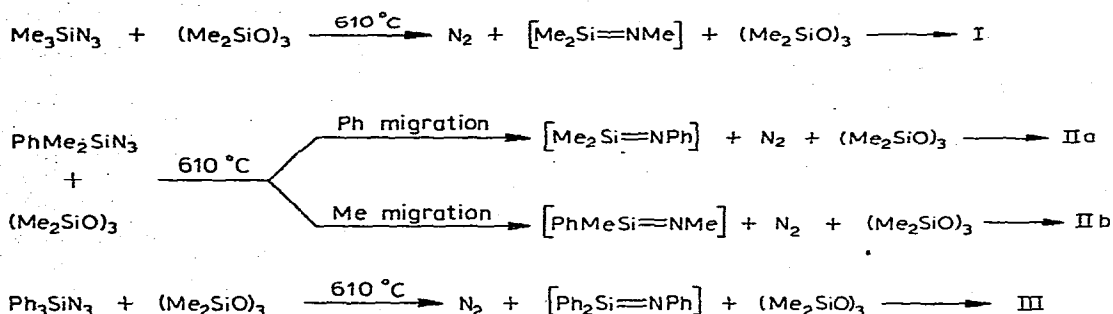 Me₃SiN₃ + (Me₂SiO)₃ 610 °C N₂ + [Me₂Si=NMe] + (Me₂SiO)₃ I
Ph migration [Me₂Si=NPh] + N₂ + (Me₂SiO)₃ IIa
PhMe₂SiN₃
+ 610 °C
(Me₂SiO)₃
Me migration [PhMeSi=NMe] + N₂ + (Me₂SiO)₃ IIb
Ph₃SiN₃ + (Me₂SiO)₃ 610 °C N₂ + [Ph₂Si=NPh] + (Me₂SiO)₃ III